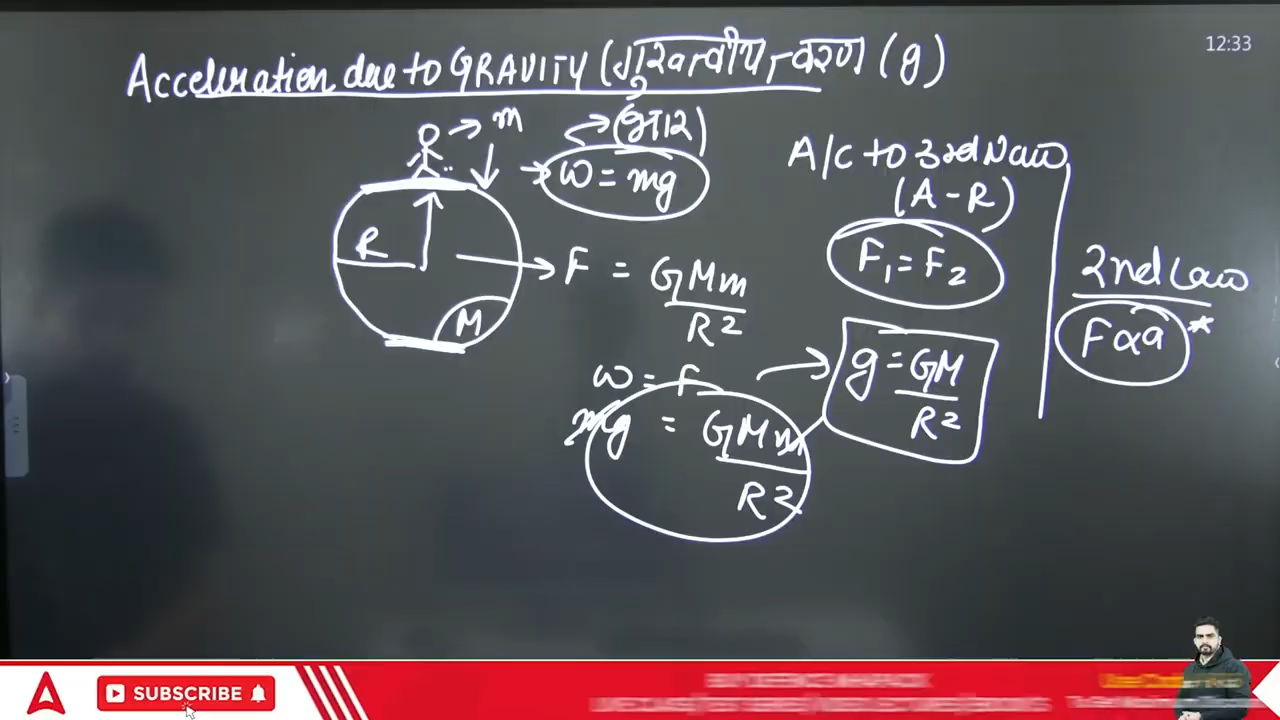 12:33
Acceleration due to GRAVITY (गुरुत्वीय त्वरण) (g)
m
(भार)
W = mg
R
M
F = GMm
R2
W = F
mg = GMm
R2
A/C to 3rd Law
(A-R)
F1 = F2
g = GM
R2
2nd Law
F∝a*
SUBSCRIBE